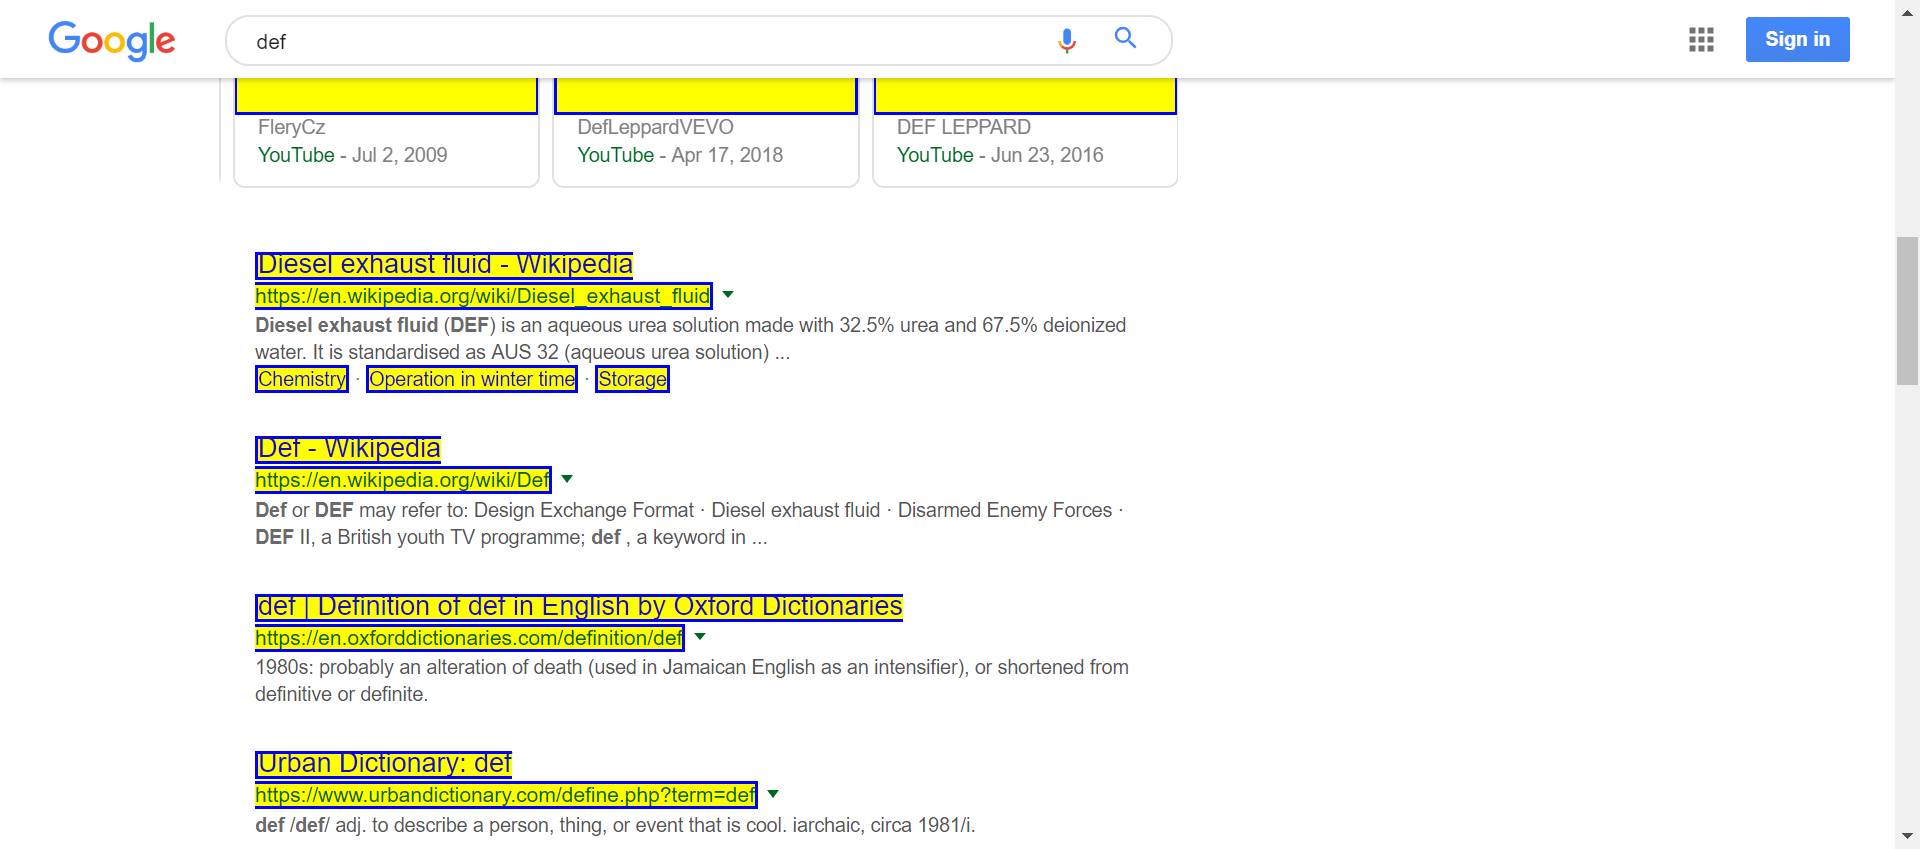 Google
def
Sign in
FleryCz
YouTube - Jul 2, 2009
DefLeppardVEVO
YouTube - Apr 17, 2018
DEF LEPPARD
YouTube - Jun 23, 2016
Diesel exhaust fluid - Wikipedia
https://en.wikipedia.org/wiki/Diesel_exhaust_fluid
Diesel exhaust fluid (DEF) is an aqueous urea solution made with 32.5% urea and 67.5% deionized
water. It is standardised as AUS 32 (aqueous urea solution) ...
Chemistry · Operation in winter time · Storage
Def - Wikipedia
https://en.wikipedia.org/wiki/Def
Def or DEF may refer to: Design Exchange Format · Diesel exhaust fluid · Disarmed Enemy Forces ·
DEF II, a British youth TV programme; def , a keyword in ...
def | Definition of def in English by Oxford Dictionaries
https://en.oxforddictionaries.com/definition/def
1980s: probably an alteration of death (used in Jamaican English as an intensifier), or shortened from
definitive or definite.
Urban Dictionary: def
https://www.urbandictionary.com/define.php?term=def
def /def/ adj. to describe a person, thing, or event that is cool. iarchaic, circa 1981/i.